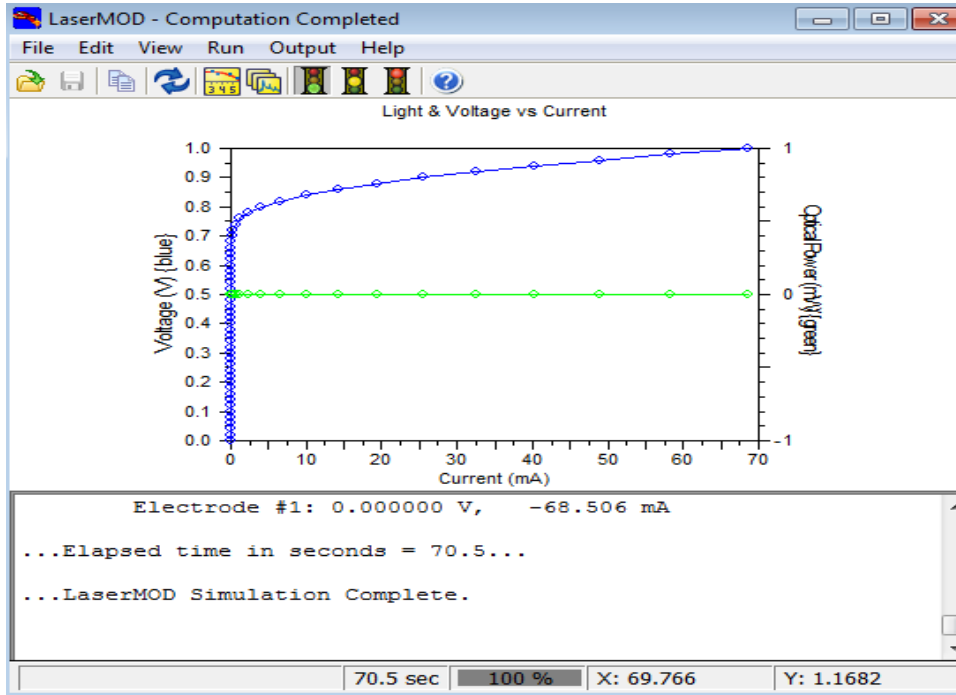 LaserMOD - Computation Completed
File Edit View Run Output Help
3 4 5
Light & Voltage vs Current
1.0
0.9
0.8
0.7
0.6
0.5
0.4
0.3
0.2
0.1
0.0
Voltage (V) {blue}
1
0
-1
Optical Power (mW) {green}
0 10 20 30 40 50 60 70
Current (mA)
Electrode #1: 0.000000 V, -68.506 mA
...Elapsed time in seconds = 70.5...
...LaserMOD Simulation Complete.
70.5 sec 100 % X: 69.766 Y: 1.1682